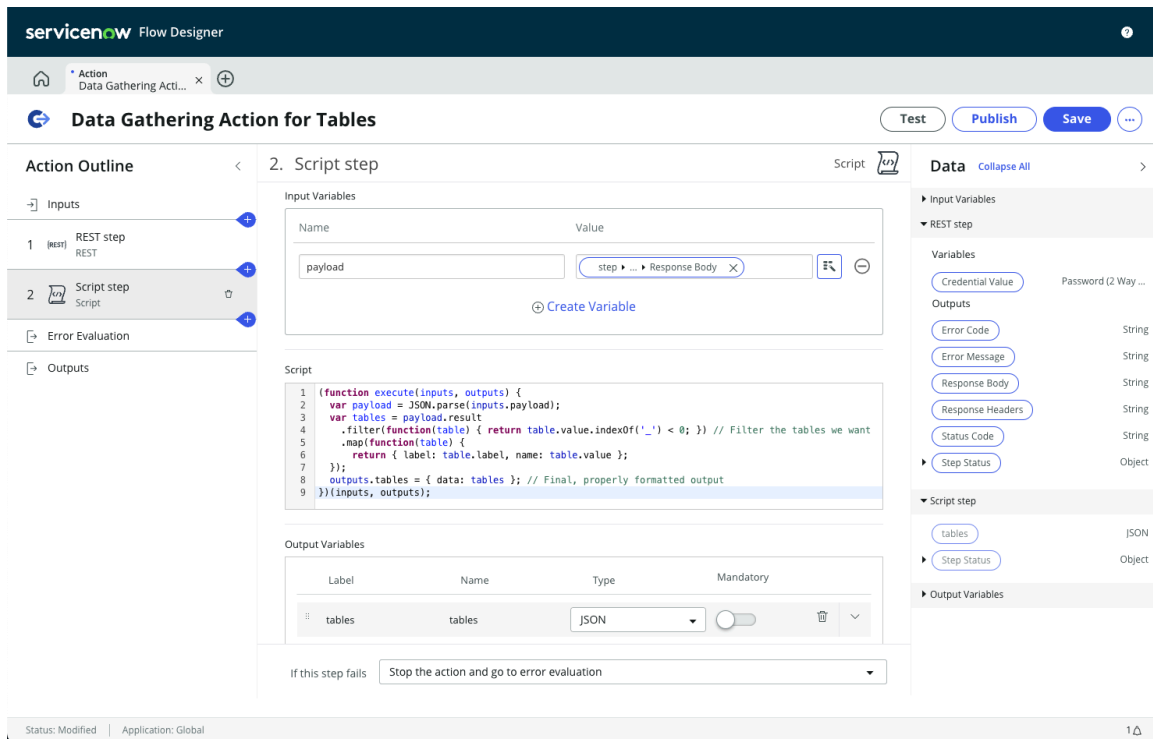 servicenow Flow Designer
Action
Data Gathering Acti...
Data Gathering Action for Tables
Test
Publish
Save
Action Outline
Inputs
1 {REST} REST step
REST
2 Script step
Script
Error Evaluation
Outputs
2. Script step
Script
Input Variables
Name Value
payload step ... Response Body
Create Variable
Script
1 (function execute(inputs, outputs) {
2 var payload = JSON.parse(inputs.payload);
3 var tables = payload.result
4 .filter(function(table) { return table.value.indexOf('_') < 0; }) // Filter the tables we want
5 .map(function(table) {
6 return { label: table.label, name: table.value };
7 });
8 outputs.tables = { data: tables }; // Final, properly formatted output
9 })(inputs, outputs);
Output Variables
Label Name Type Mandatory
tables tables JSON
If this step fails Stop the action and go to error evaluation
Data Collapse All
Input Variables
REST step
Variables
Credential Value Password (2 Way ...
Outputs
Error Code String
Error Message String
Response Body String
Response Headers String
Status Code String
Step Status Object
Script step
tables JSON
Step Status Object
Output Variables
Status: Modified Application: Global
1